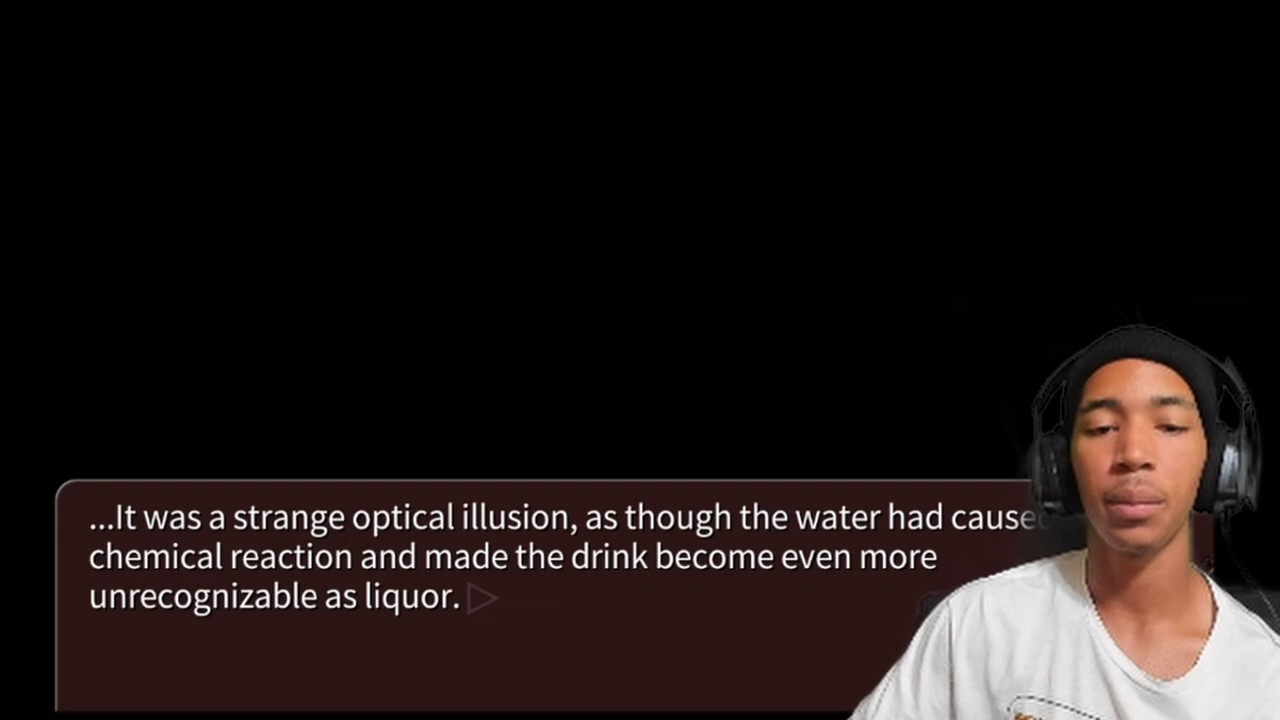 ...It was a strange optical illusion, as though the water had caused
chemical reaction and made the drink become even more
unrecognizable as liquor.